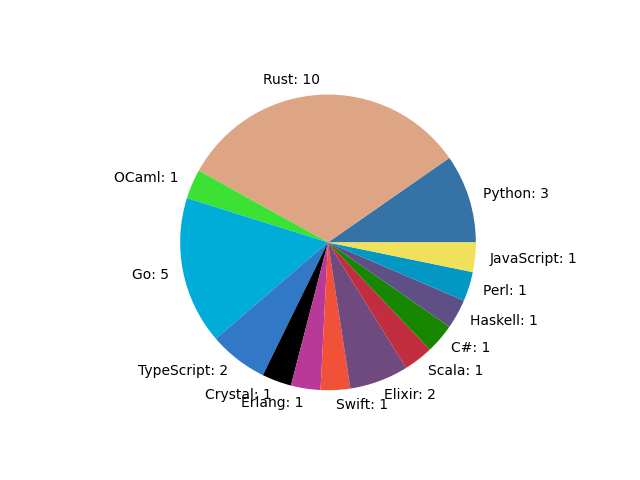 Rust: 10
Python: 3
OCaml: 1
Go: 5
JavaScript: 1
Perl: 1
Haskell: 1
C#: 1
TypeScript: 2
Scala: 1
Crystal: 1
Elixir: 2
Erlang: 1
Swift: 1